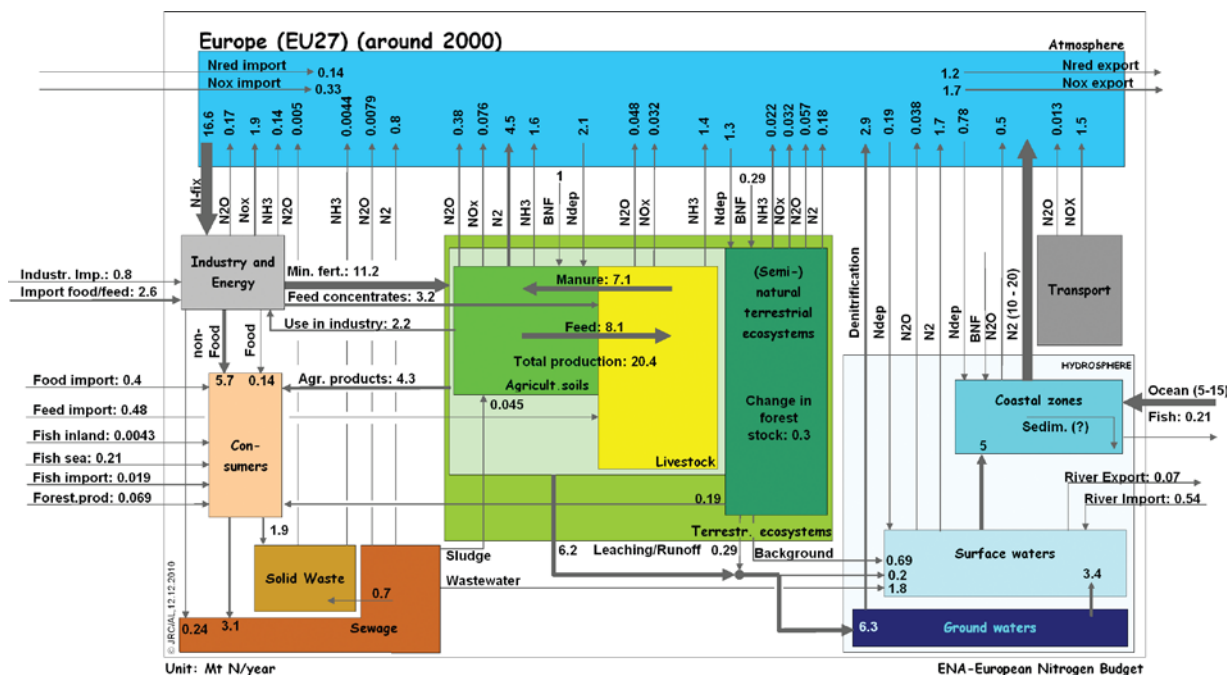 Europe (EU27) (around 2000)
Atmosphere
Nred import
0.14
Nox import
0.33
1.2
Nred export
1.7
Nox export
16.6
0.17
1.9
0.14
0.005
0.0044
0.0079
0.8
0.38
0.076
4.5
1.6
2.1
0.048
0.032
1.4
1.3
0.022
0.032
0.057
0.18
2.9
0.19
0.038
1.7
0.78
0.5
0.013
1.5
1
0.29
N-fix
N2O
Nox
NH3
N2O
NH3
N2O
N2
N2O
NOx
N2
NH3
BNF
Ndep
N2O
NOx
NH3
Ndep
BNF
NH3
NOx
N2O
N2
Denitrification
Ndep
N2O
N2
Ndep
BNF
N2O
N2 (10 - 20)
N2O
NOX
Industr. Imp.: 0.8
Import food/feed: 2.6
Industry and
Energy
Min. fert.: 11.2
Feed concentrates: 3.2
Use in industry: 2.2
non-
Food
Food
Manure: 7.1
Feed: 8.1
Total production: 20.4
Agricult.soils
Livestock
(Semi-)
natural
terrestrial
ecosystems
Change in
forest
stock: 0.3
Transport
HYDROSPHERE
Food import: 0.4
Feed import: 0.48
Fish inland: 0.0043
Fish sea: 0.21
Fish import: 0.019
Forest.prod: 0.069
5.7
0.14
Con-
sumers
Agr. products: 4.3
0.045
0.19
Terrestr. ecosystems
Coastal zones
Sedim. (?)
5
Ocean (5-15)
Fish: 0.21
River Export: 0.07
River Import: 0.54
1.9
Solid Waste
0.7
Sewage
0.24
3.1
Sludge
Wastewater
6.2
Leaching/Runoff
0.29
Background
0.69
0.2
1.8
Surface waters
3.4
6.3
Ground waters
© JRC/AL,12.12.2010
Unit: Mt N/year
ENA-European Nitrogen Budget